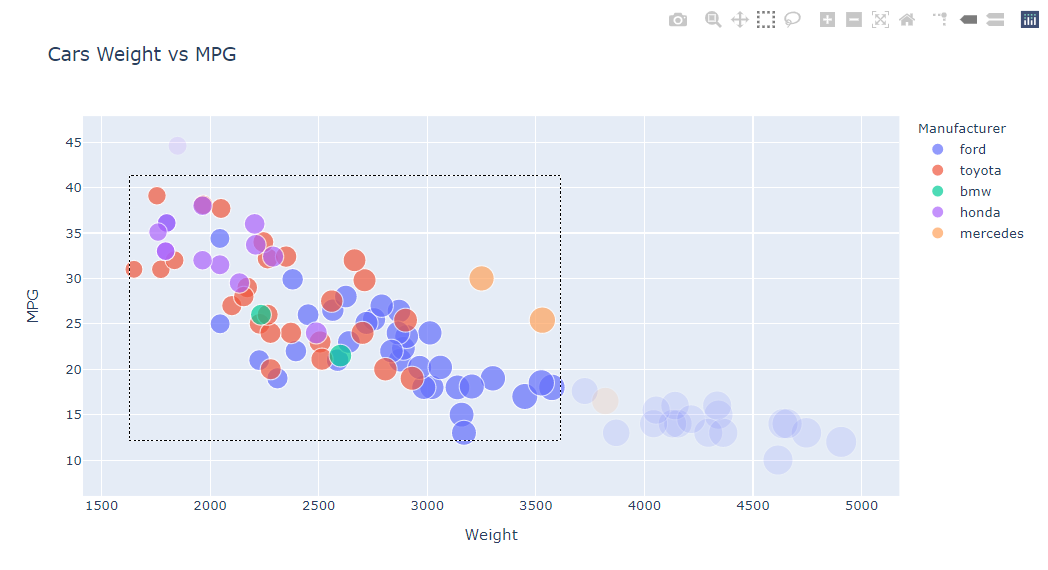 Cars Weight vs MPG
Manufacturer
ford
toyota
bmw
honda
mercedes
MPG
45
40
35
30
25
20
15
10
1500 2000 2500 3000 3500 4000 4500 5000
Weight